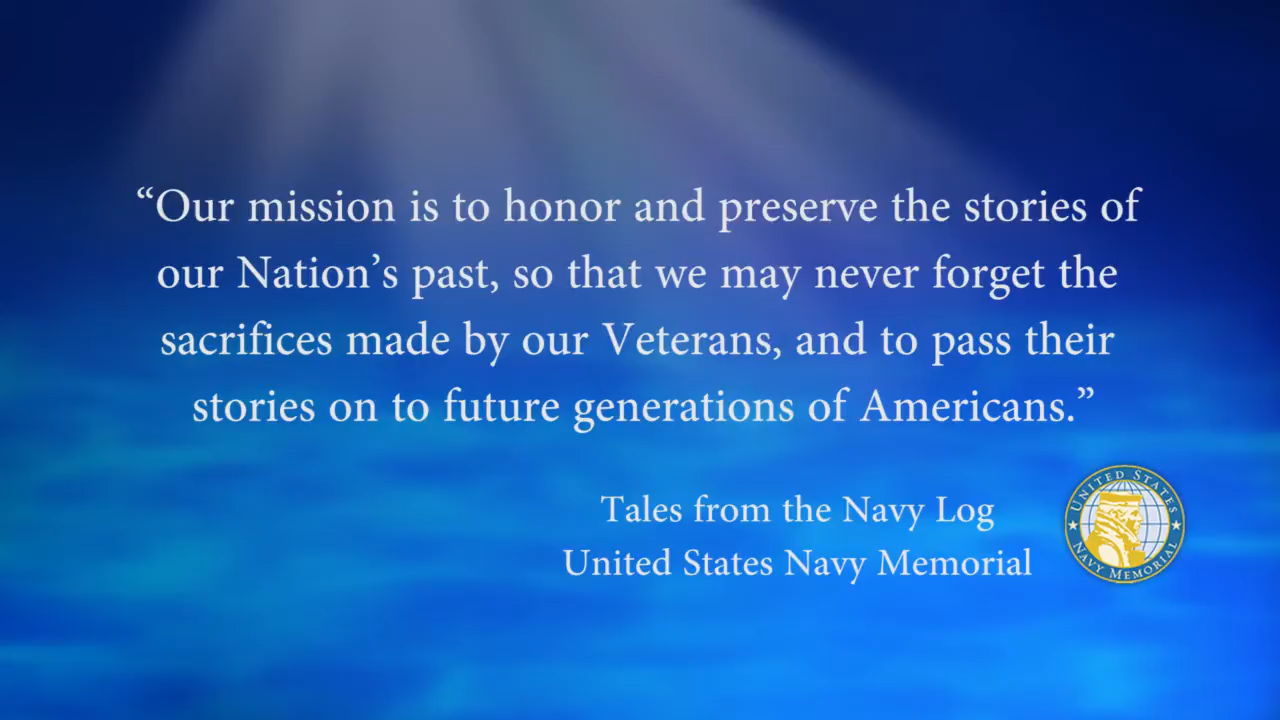 “Our mission is to honor and preserve the stories of
our Nation’s past, so that we may never forget the
sacrifices made by our Veterans, and to pass their
stories on to future generations of Americans.”
Tales from the Navy Log
United States Navy Memorial
UNITED STATES
NAVY MEMORIAL